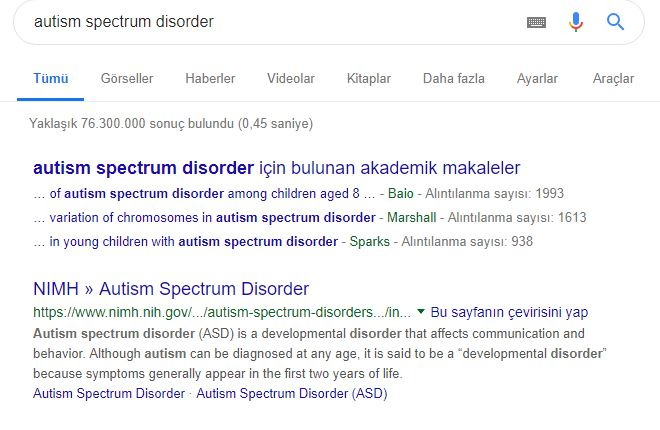 autism spectrum disorder
Tümü Görseller Haberler Videolar Kitaplar Daha fazla Ayarlar Araçlar
Yaklaşık 76.300.000 sonuç bulundu (0,45 saniye)
autism spectrum disorder için bulunan akademik makaleler
... of autism spectrum disorder among children aged 8 ... - Baio - Alıntılanma sayısı: 1993
... variation of chromosomes in autism spectrum disorder - Marshall - Alıntılanma sayısı: 1613
... in young children with autism spectrum disorder - Sparks - Alıntılanma sayısı: 938
NIMH » Autism Spectrum Disorder
https://www.nimh.nih.gov/.../autism-spectrum-disorders.../in... ▼ Bu sayfanın çevirisini yap
Autism spectrum disorder (ASD) is a developmental disorder that affects communication and
behavior. Although autism can be diagnosed at any age, it is said to be a “developmental disorder”
because symptoms generally appear in the first two years of life.
Autism Spectrum Disorder · Autism Spectrum Disorder (ASD)